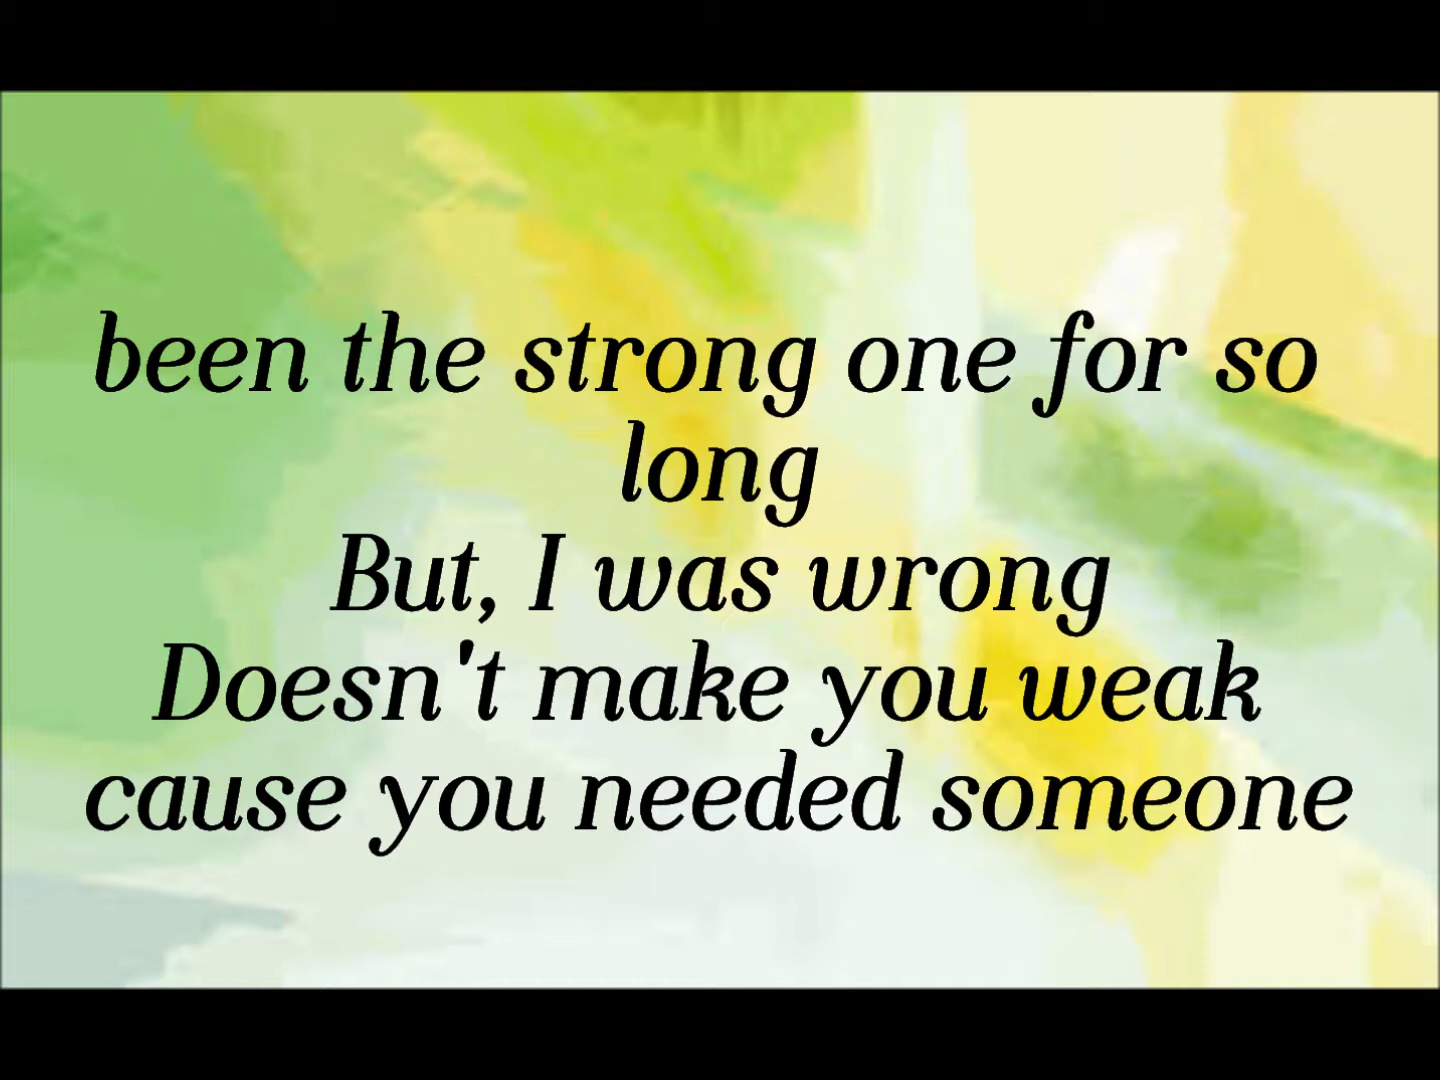 been the strong one for so
long
But, I was wrong
Doesn't make you weak
cause you needed someone